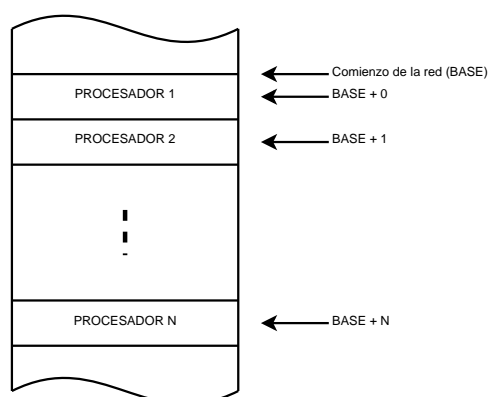 Comienzo de la red (BASE)
PROCESADOR 1
BASE + 0
PROCESADOR 2
BASE + 1
PROCESADOR N
BASE + N